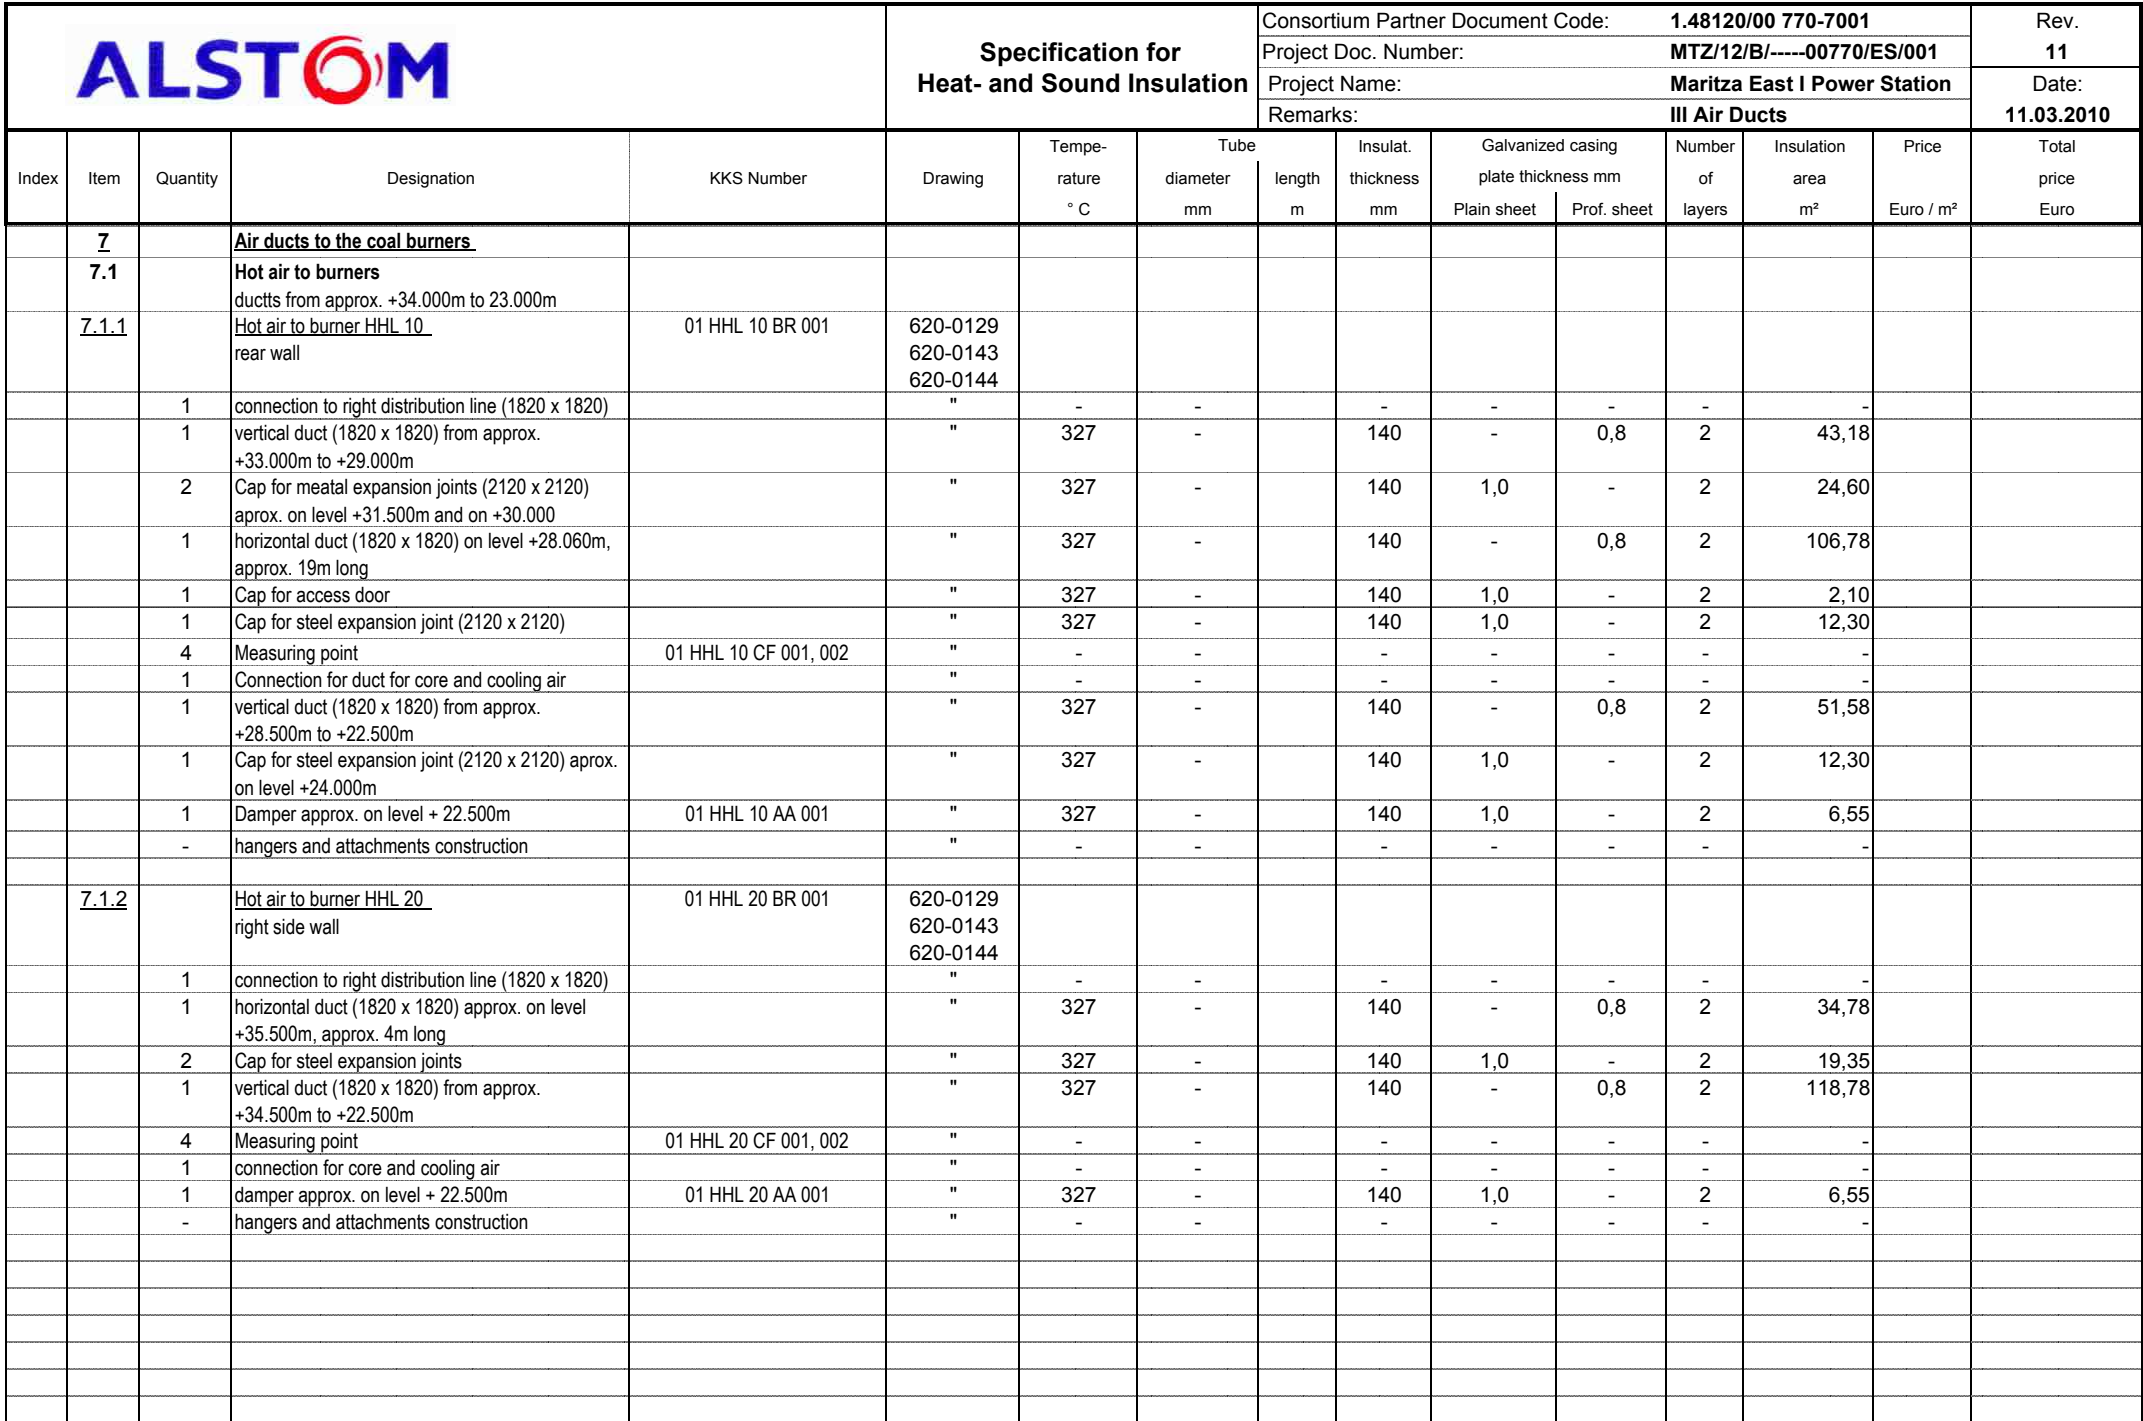 ALSTOM
Specification for
Heat- and Sound Insulation
Consortium Partner Document Code: 1.48120/00 770-7001
Project Doc. Number: MTZ/12/B/-----00770/ES/001
Project Name: Maritza East I Power Station
Remarks: III Air Ducts
Rev.
11
Date:
11.03.2010
Index Item Quantity Designation KKS Number Drawing
Tempe-
rature
° C
Tube
diameter length
mm m
Insulat.
thickness
mm
Galvanized casing
plate thickness mm
Plain sheet Prof. sheet
Number
of
layers
Insulation
area
m²
Price
Euro / m²
Total
price
Euro
7 Air ducts to the coal burners
7.1 Hot air to burners
ductts from approx. +34.000m to 23.000m
7.1.1 Hot air to burner HHL 10 01 HHL 10 BR 001 620-0129
rear wall 620-0143
620-0144
1 connection to right distribution line (1820 x 1820) " - - - - - - -
1 vertical duct (1820 x 1820) from approx. " 327 - 140 - 0,8 2 43,18
+33.000m to +29.000m
2 Cap for meatal expansion joints (2120 x 2120) " 327 - 140 1,0 - 2 24,60
aprox. on level +31.500m and on +30.000
1 horizontal duct (1820 x 1820) on level +28.060m, " 327 - 140 - 0,8 2 106,78
approx. 19m long
1 Cap for access door " 327 - 140 1,0 - 2 2,10
1 Cap for steel expansion joint (2120 x 2120) " 327 - 140 1,0 - 2 12,30
4 Measuring point 01 HHL 10 CF 001, 002 " - - - - - - -
1 Connection for duct for core and cooling air " - - - - - - -
1 vertical duct (1820 x 1820) from approx. " 327 - 140 - 0,8 2 51,58
+28.500m to +22.500m
1 Cap for steel expansion joint (2120 x 2120) aprox. " 327 - 140 1,0 - 2 12,30
on level +24.000m
1 Damper approx. on level + 22.500m 01 HHL 10 AA 001 " 327 - 140 1,0 - 2 6,55
- hangers and attachments construction " - - - - - - -
7.1.2 Hot air to burner HHL 20 01 HHL 20 BR 001 620-0129
right side wall 620-0143
620-0144
1 connection to right distribution line (1820 x 1820) " - - - - - - -
1 horizontal duct (1820 x 1820) approx. on level " 327 - 140 - 0,8 2 34,78
+35.500m, approx. 4m long
2 Cap for steel expansion joints " 327 - 140 1,0 - 2 19,35
1 vertical duct (1820 x 1820) from approx. " 327 - 140 - 0,8 2 118,78
+34.500m to +22.500m
4 Measuring point 01 HHL 20 CF 001, 002 " - - - - - - -
1 connection for core and cooling air " - - - - - - -
1 damper approx. on level + 22.500m 01 HHL 20 AA 001 " 327 - 140 1,0 - 2 6,55
- hangers and attachments construction " - - - - - - -